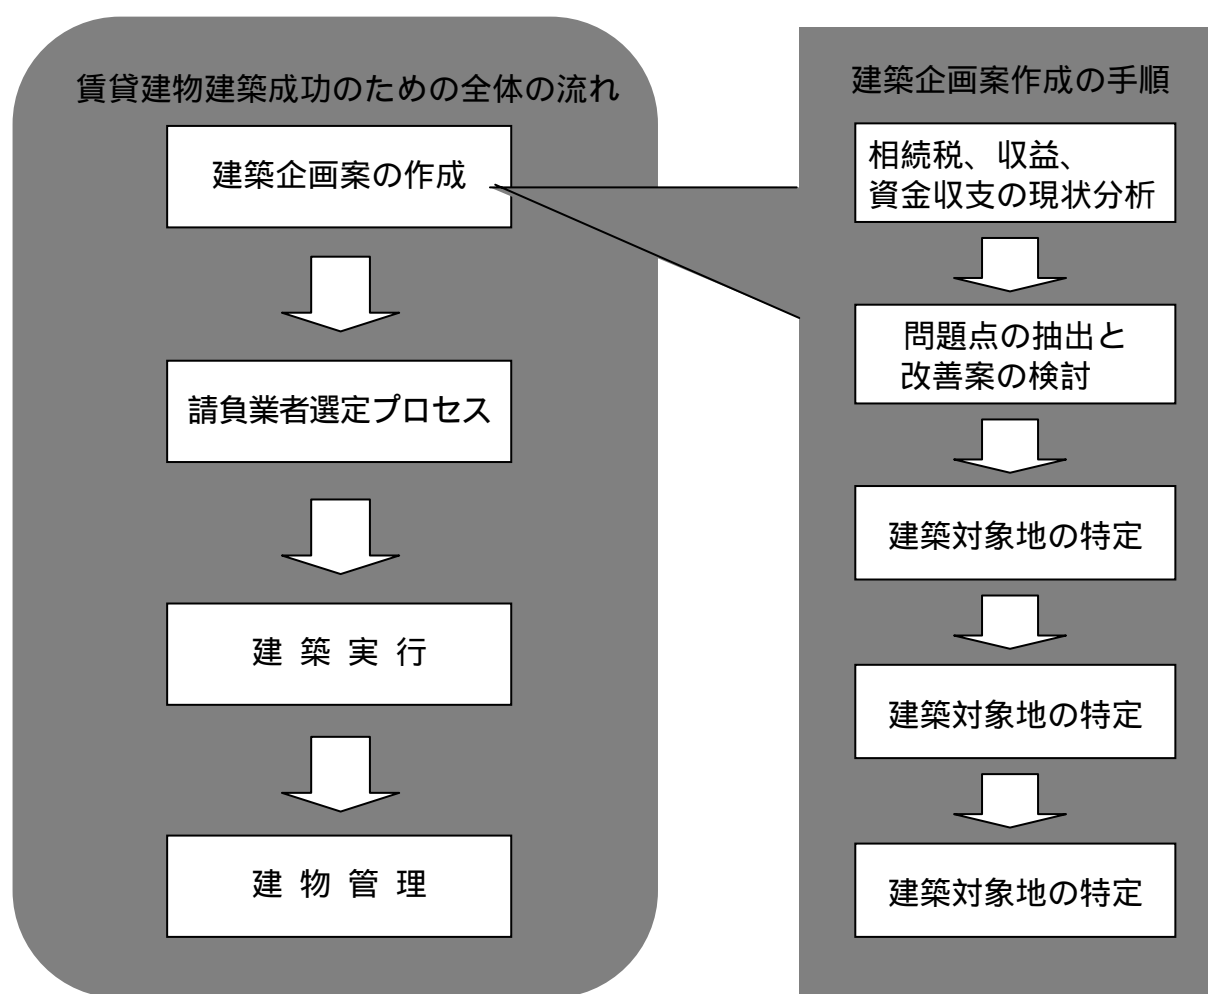 賃貸建物建築成功のための全体の流れ
建築企画案の作成
請負業者選定プロセス
建 築 実 行
建 物 管 理
建築企画案作成の手順
相続税、収益、
資金収支の現状分析
問題点の抽出と
改善案の検討
建築対象地の特定
建築対象地の特定
建築対象地の特定